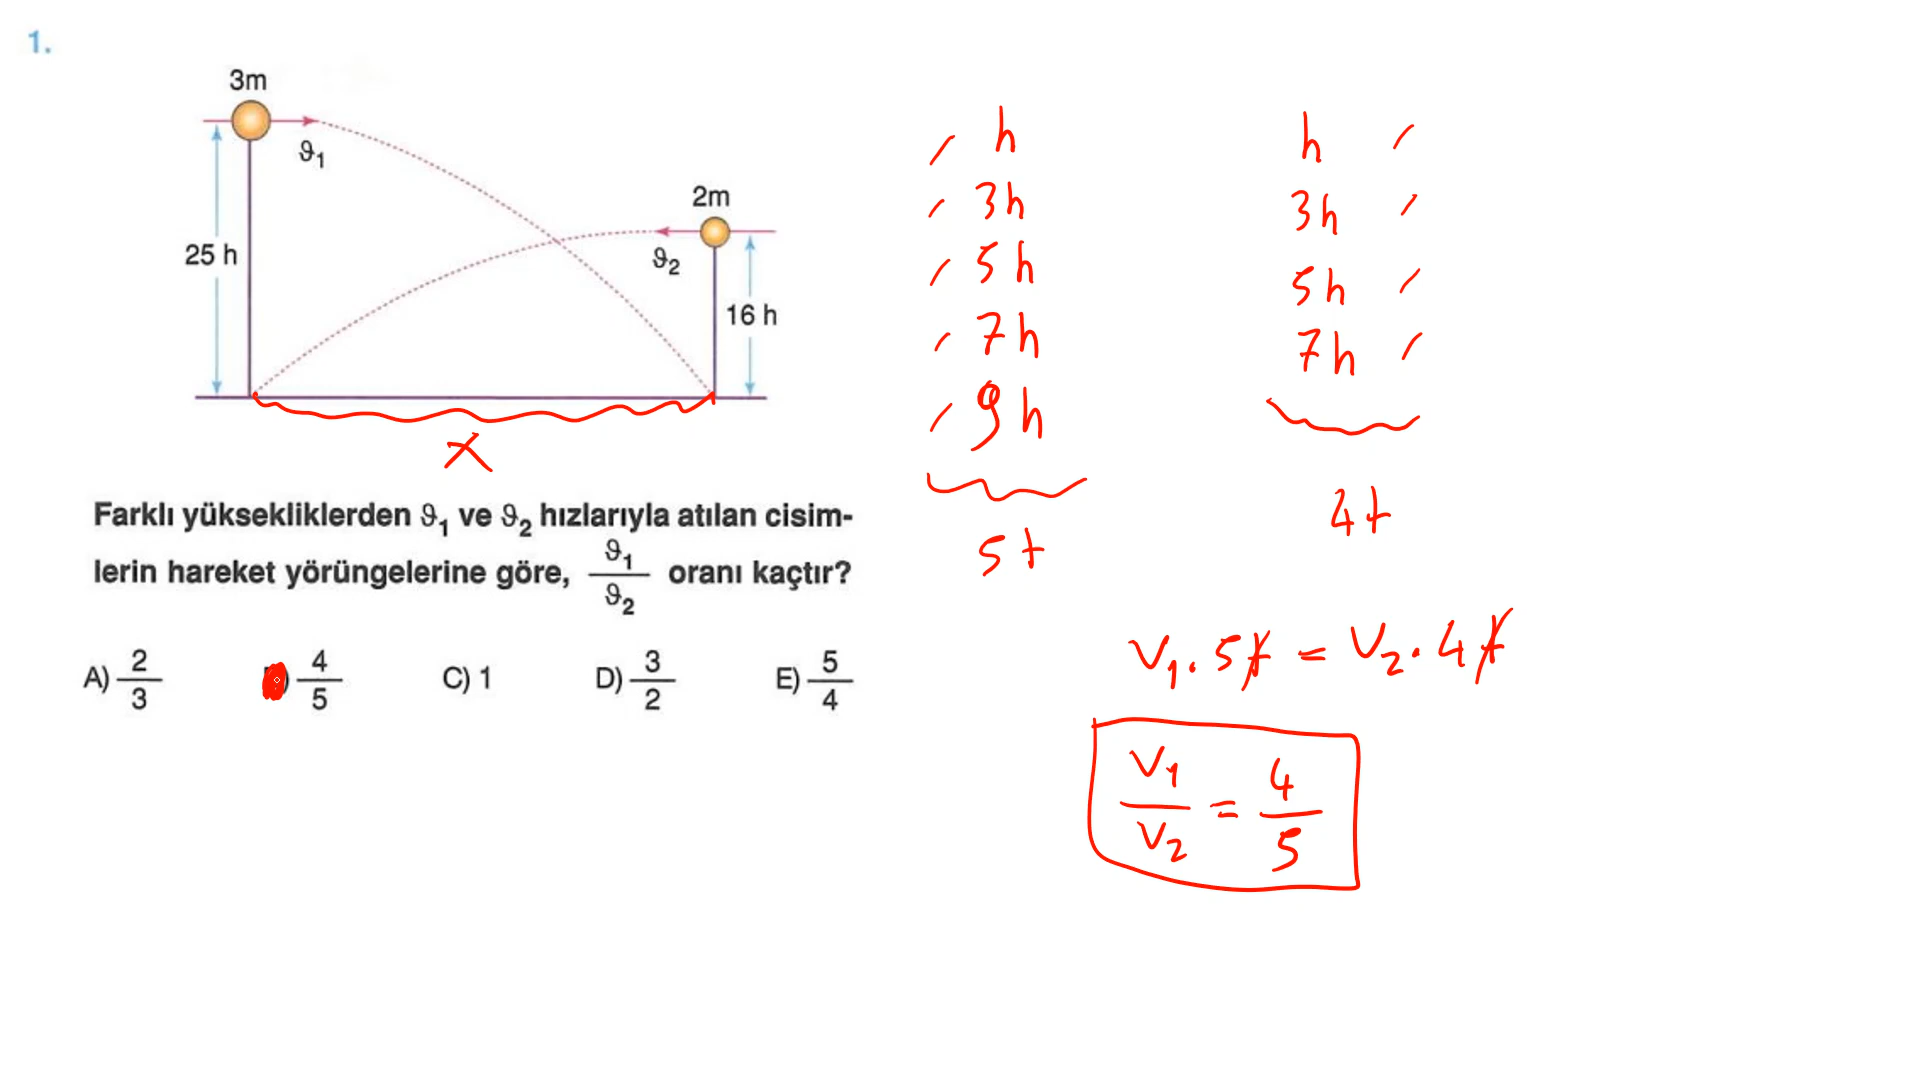 1.
3m
ϑ1
25 h
2m
ϑ2
16 h
x
Farklı yüksekliklerden ϑ1 ve ϑ2 hızlarıyla atılan cisim-
lerin hareket yörüngelerine göre, ϑ1/ϑ2 oranı kaçtır?
A) 2/3 ) 4/5 C) 1 D) 3/2 E) 5/4
h
3h
5h
7h
9h
5t
h
3h
5h
7h
4t
V1 . 5t = V2 . 4t
V1/V2 = 4/5